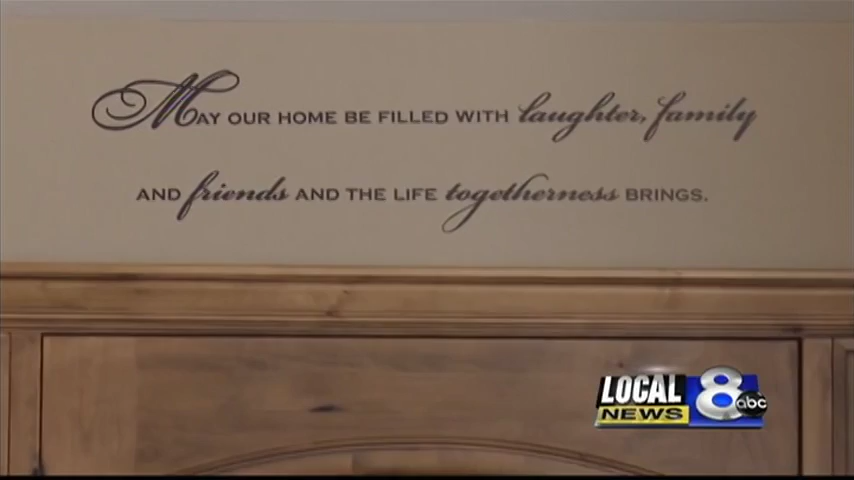 MAY OUR HOME BE FILLED WITH laughter, family
AND friends AND THE LIFE togetherness BRINGS.
LOCAL
NEWS
8
abc